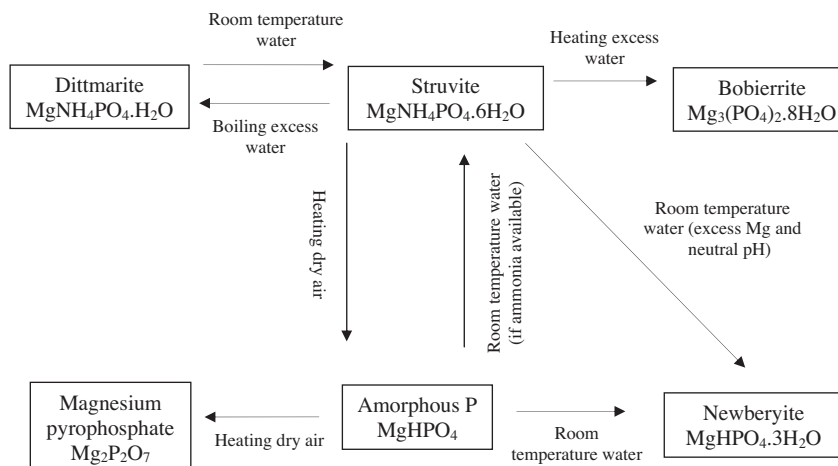 Room temperature
water
Heating excess
water
Dittmarite
MgNH₄PO₄.H₂O
Struvite
MgNH₄PO₄.6H₂O
Bobierrite
Mg₃(PO₄)₂.8H₂O
Boiling excess
water
Heating dry air
Room temperature water
(if ammonia available)
Room temperature
water (excess Mg and
neutral pH)
Magnesium
pyrophosphate
Mg₂P₂O₇
Heating dry air
Amorphous P
MgHPO₄
Room
temperature water
Newberyite
MgHPO₄.3H₂O